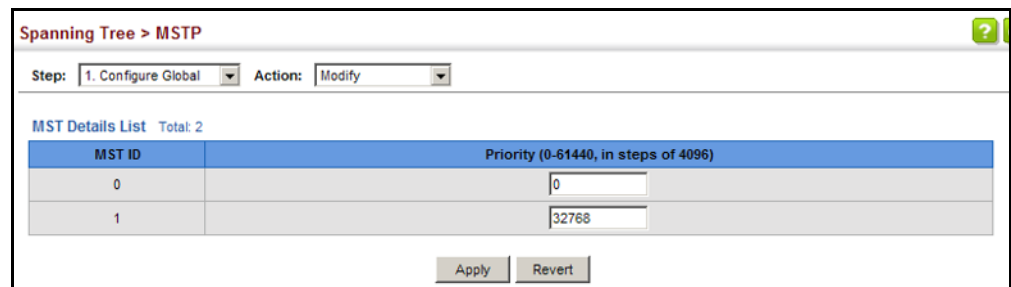 Spanning Tree > MSTP ?
Step: 1. Configure Global Action: Modify
MST Details List Total: 2
MST ID Priority (0-61440, in steps of 4096)
0 0
1 32768
Apply Revert